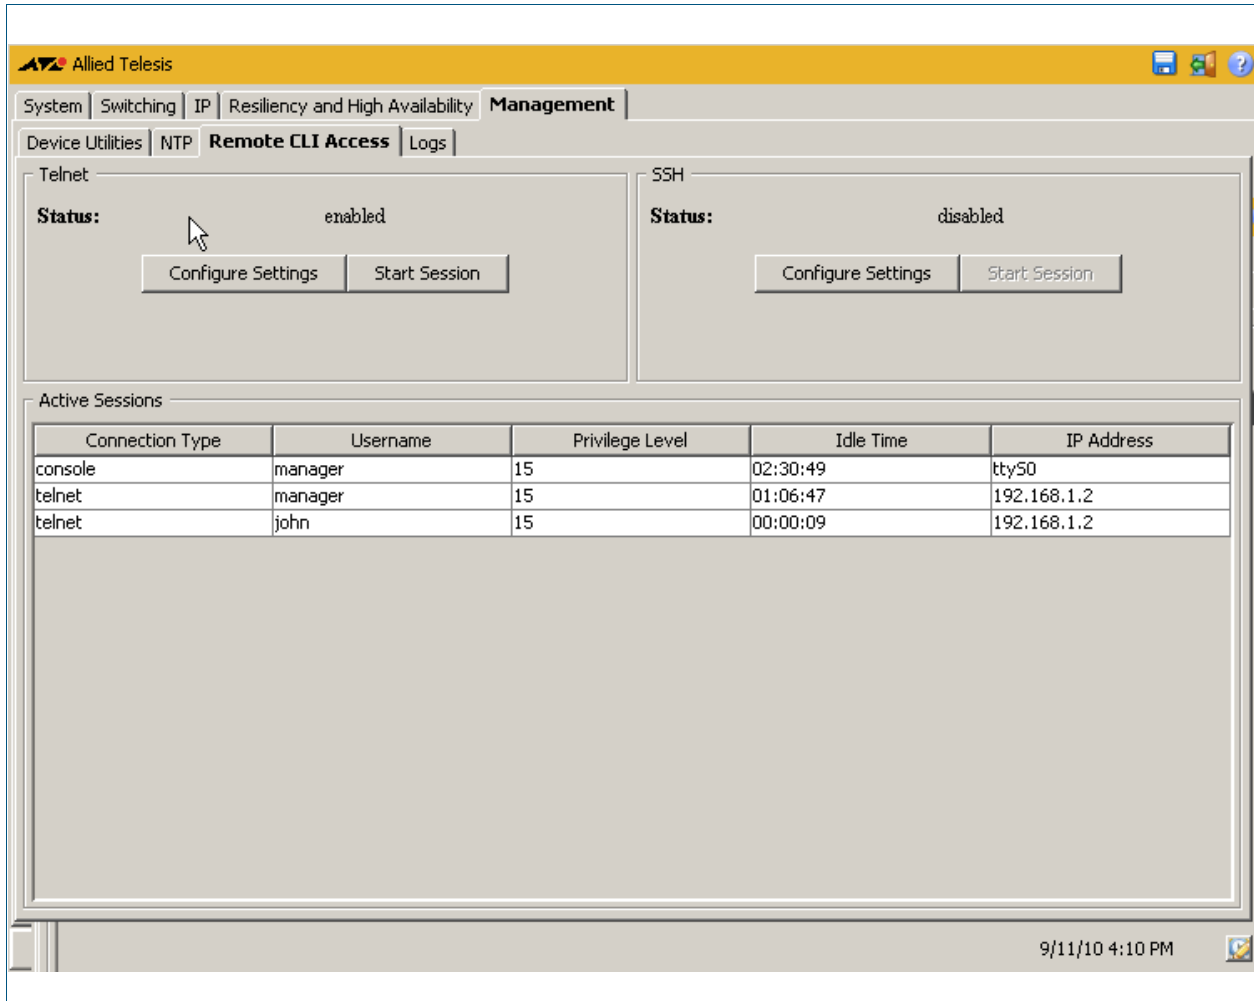 Allied Telesis
System Switching IP Resiliency and High Availability Management
Device Utilities NTP Remote CLI Access Logs
Telnet
Status: enabled
Configure Settings Start Session
SSH
Status: disabled
Configure Settings Start Session
Active Sessions
Connection Type Username Privilege Level Idle Time IP Address
console manager 15 02:30:49 ttyS0
telnet manager 15 01:06:47 192.168.1.2
telnet john 15 00:00:09 192.168.1.2
9/11/10 4:10 PM